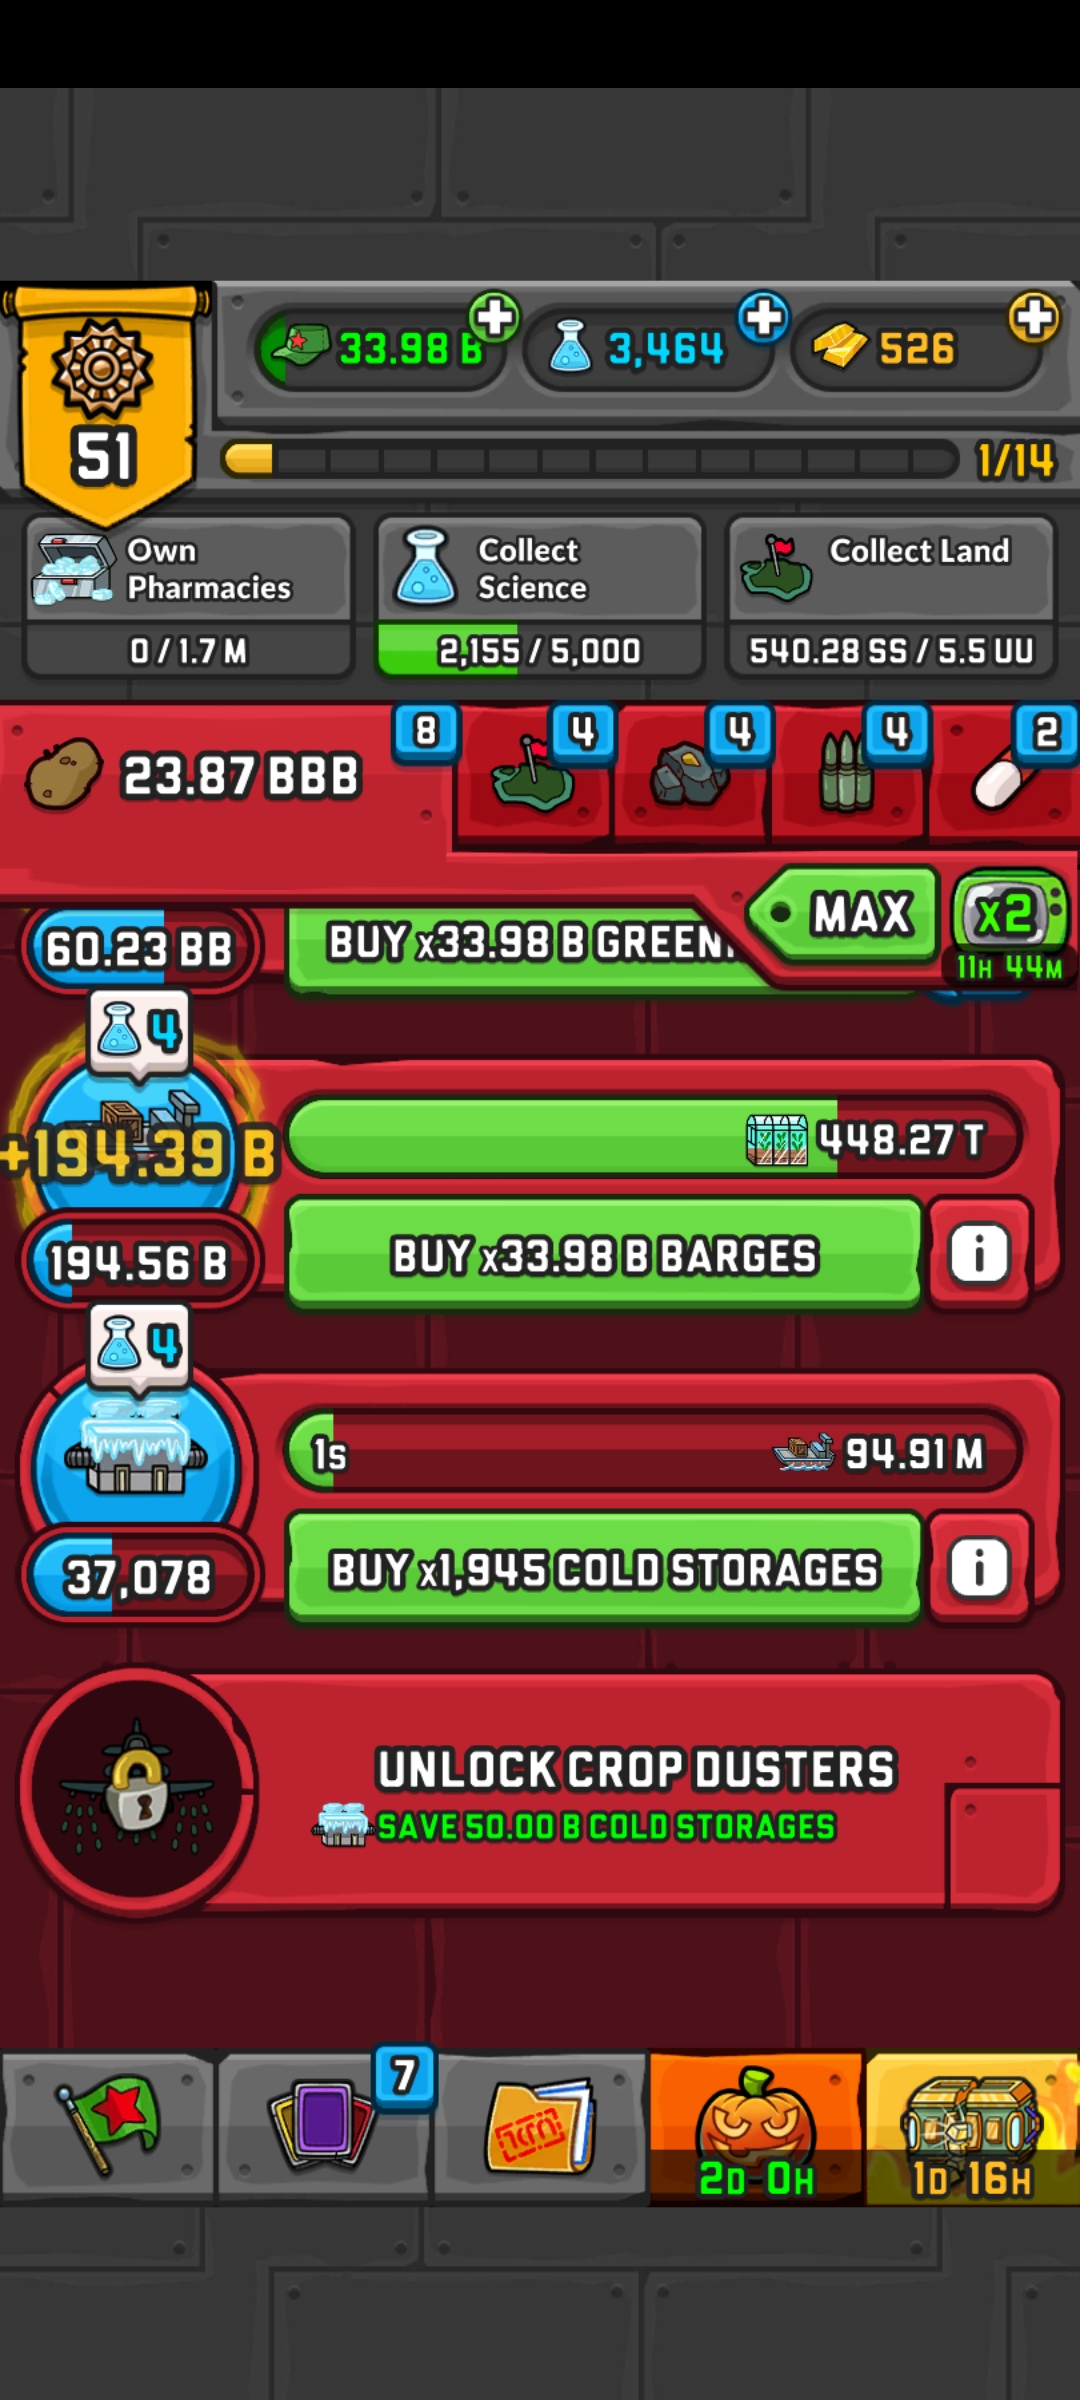 33.98 B
3,464
526
51
1/14
Own
Pharmacies
0 / 1.7 M
Collect
Science
2,155 / 5,000
Collect Land
540.28 SS / 5.5 UU
23.87 BBB
8
4
4
4
2
MAX
x2
11H 44M
60.23 BB
BUY x33.98 B GREEN
4
+194.39 B
448.27 T
194.56 B
BUY x33.98 B BARGES
i
4
1s
94.91 M
37,078
BUY x1,945 COLD STORAGES
i
UNLOCK CROP DUSTERS
SAVE 50.00 B COLD STORAGES
7
2D 0H
1D 16H